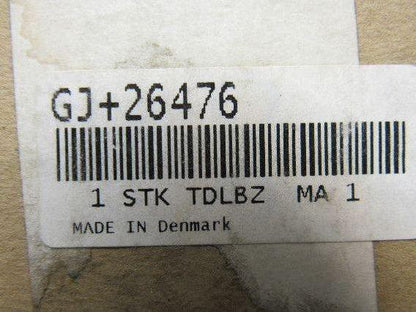 GJ+26476
1 STK TDLBZ MA 1
MADE IN Denmark